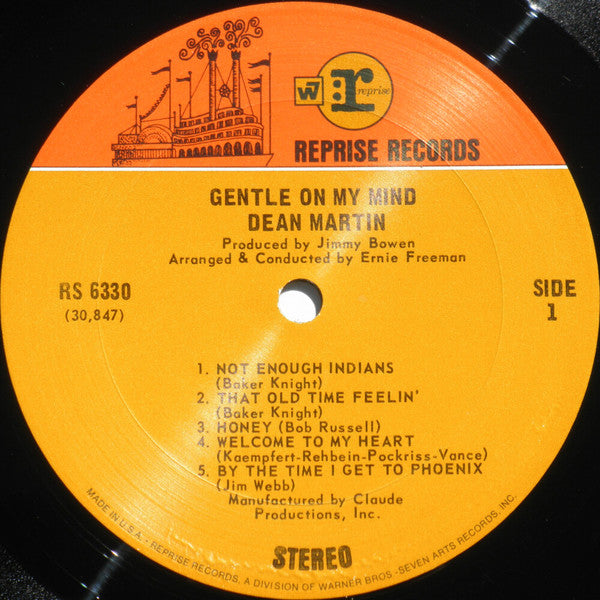 W7 r:reprise
REPRISE RECORDS
GENTLE ON MY MIND
DEAN MARTIN
Produced by Jimmy Bowen
Arranged & Conducted by Ernie Freeman
RS 6330
(30,847)
SIDE
1
1. NOT ENOUGH INDIANS
(Baker Knight)
2. THAT OLD TIME FEELIN'
(Baker Knight)
3. HONEY (Bob Russell)
4. WELCOME TO MY HEART
(Kaempfert-Rehbein-Pockriss-Vance)
5. BY THE TIME I GET TO PHOENIX
(Jim Webb)
Manufactured by Claude
Productions, Inc.
STEREO
MADE IN U.S.A. - REPRISE RECORDS, A DIVISION OF WARNER BROS.-SEVEN ARTS RECORDS, INC.